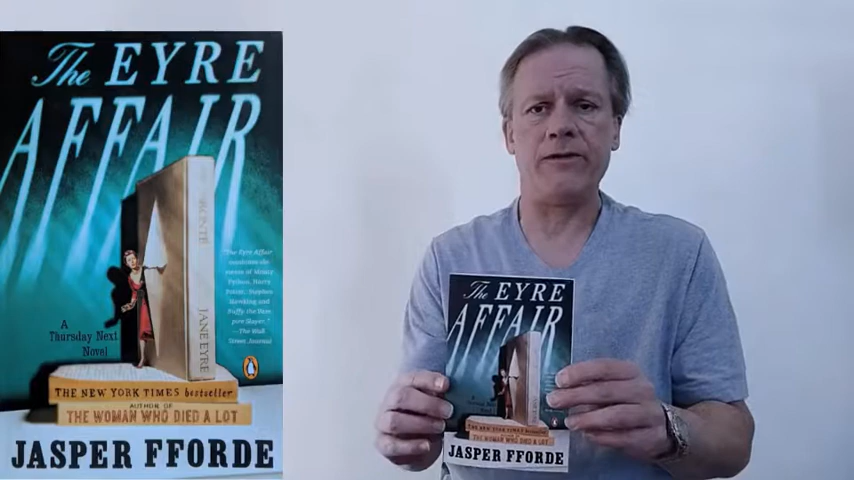 The EYRE
AFFAIR
BRONTË
JANE EYRE
"The Eyre Affair
combines ele-
ments of Monty
Python, Harry
Potter, Stephen
Hawking and
Buffy the Vam-
pire Slayer."
—The Wall
Street Journal
A
Thursday Next
Novel
THE NEW YORK TIMES bestseller
AUTHOR OF
THE WOMAN WHO DIED A LOT
JASPER FFORDE
The EYRE
AFFAIR
THE NEW YORK TIMES bestseller
THE WOMAN WHO DIED A LOT
JASPER FFORDE